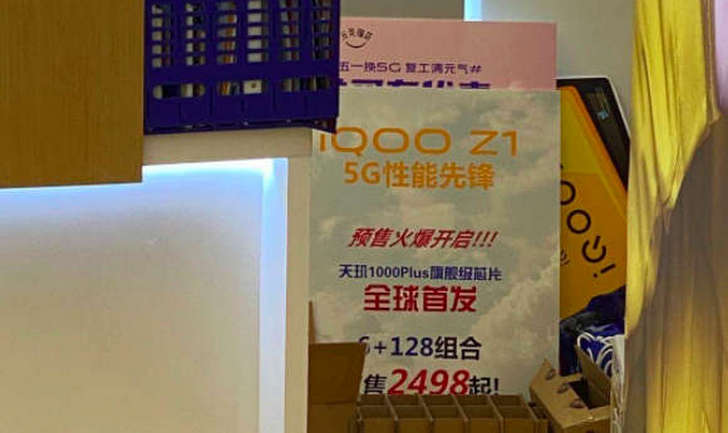 五一换5G 复工满元气#
iQOO Z1
5G性能先锋
预售火爆开启!!!
天玑1000Plus旗舰级芯片
全球首发
6+128组合
售2498起!
iQOO!